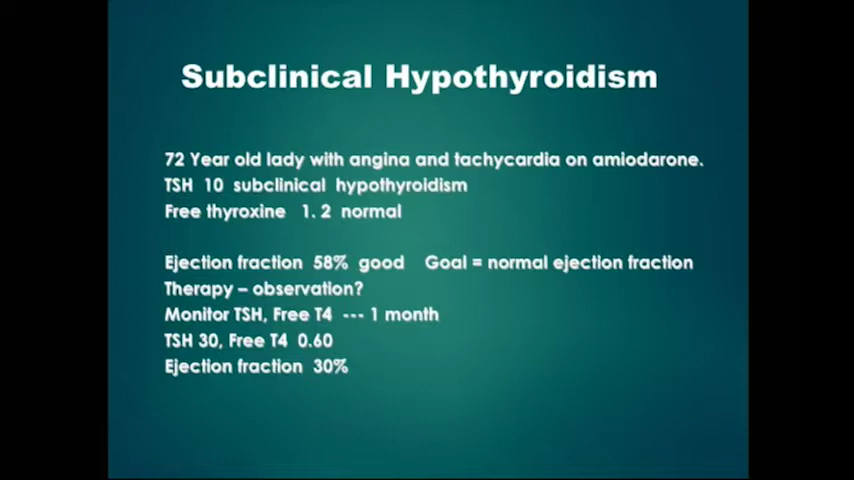 Subclinical Hypothyroidism
72 Year old lady with angina and tachycardia on amiodarone.
TSH 10 subclinical hypothyroidism
Free thyroxine 1. 2 normal
Ejection fraction 58% good Goal = normal ejection fraction
Therapy – observation?
Monitor TSH, Free T4 --- 1 month
TSH 30, Free T4 0.60
Ejection fraction 30%